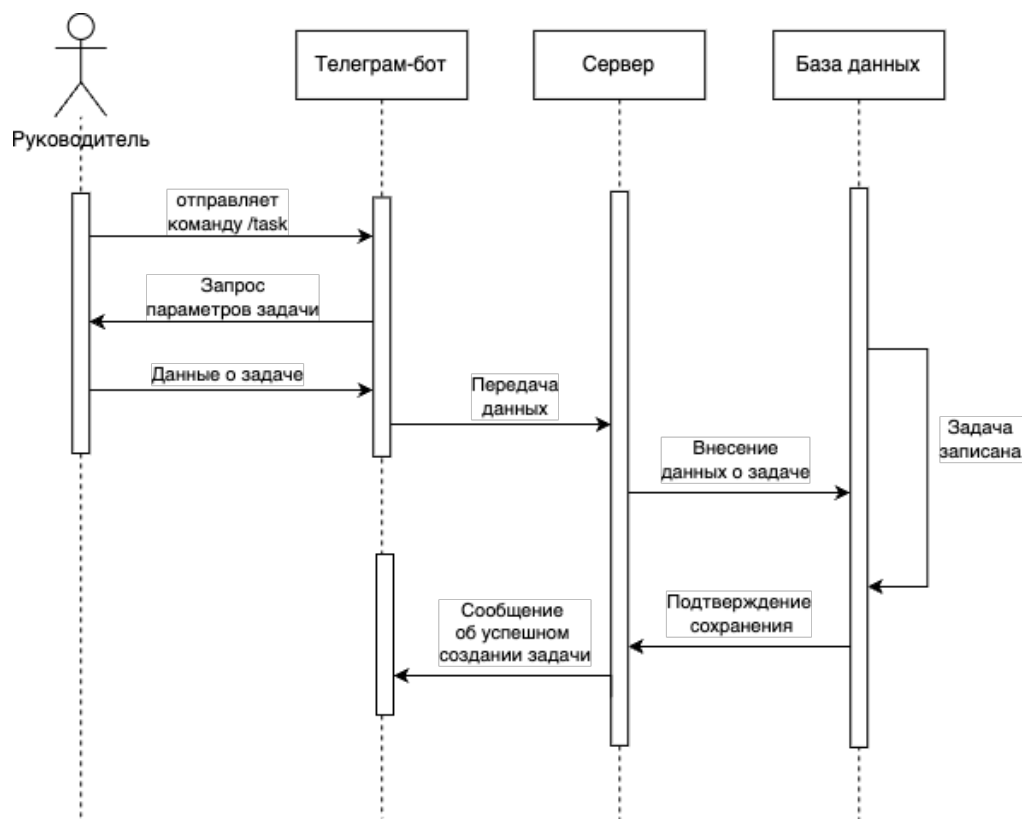 Телеграм-бот
Сервер
База данных
Руководитель
отправляет
команду /task
Запрос
параметров задачи
Данные о задаче
Передача
данных
Внесение
данных о задаче
Задача
записана
Подтверждение
сохранения
Сообщение
об успешном
создании задачи